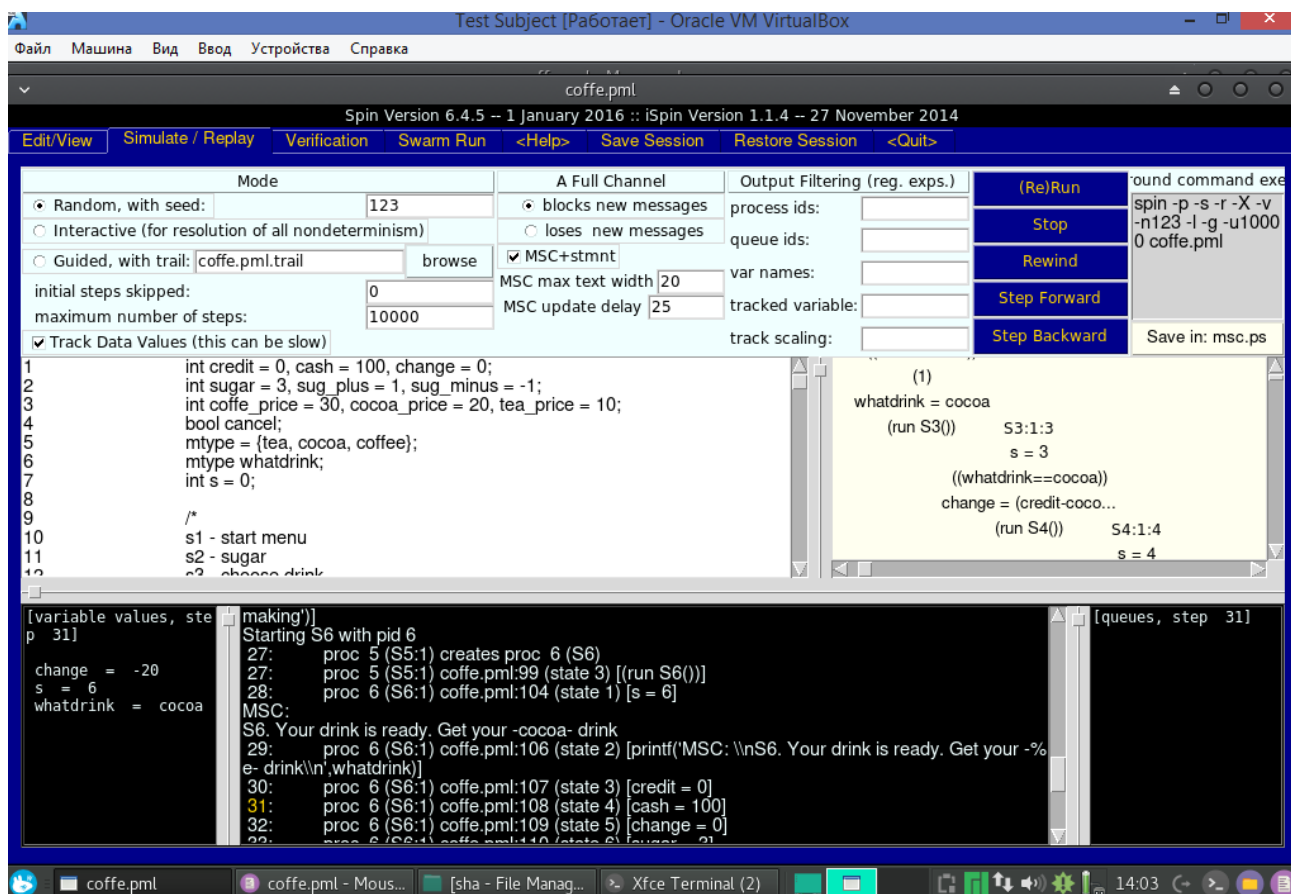 Test Subject [Работает] - Oracle VM VirtualBox
Файл Машина Вид Ввод Устройства Справка
coffe.pml
Spin Version 6.4.5 -- 1 January 2016 :: iSpin Version 1.1.4 -- 27 November 2014
Edit/View Simulate / Replay Verification Swarm Run <Help> Save Session Restore Session <Quit>
Mode
Random, with seed: 123
Interactive (for resolution of all nondeterminism)
Guided, with trail: coffe.pml.trail browse
initial steps skipped: 0
maximum number of steps: 10000
Track Data Values (this can be slow)
A Full Channel
blocks new messages
loses new messages
MSC+stmnt
MSC max text width 20
MSC update delay 25
Output Filtering (reg. exps.)
process ids:
queue ids:
var names:
tracked variable:
track scaling:
(Re)Run
Stop
Rewind
Step Forward
Step Backward
ound command exe
spin -p -s -r -X -v
-n123 -l -g -u1000
0 coffe.pml
Save in: msc.ps
1 int credit = 0, cash = 100, change = 0;
2 int sugar = 3, sug_plus = 1, sug_minus = -1;
3 int coffe_price = 30, cocoa_price = 20, tea_price = 10;
4 bool cancel;
5 mtype = {tea, cocoa, coffee};
6 mtype whatdrink;
7 int s = 0;
8
9 /*
10 s1 - start menu
11 s2 - sugar
12 s3 - choose drink
(1)
whatdrink = cocoa
(run S3()) S3:1:3
s = 3
((whatdrink==cocoa))
change = (credit-coco...
(run S4()) S4:1:4
s = 4
[variable values, ste
p 31]
change = -20
s = 6
whatdrink = cocoa
making')]
Starting S6 with pid 6
27: proc 5 (S5:1) creates proc 6 (S6)
27: proc 5 (S5:1) coffe.pml:99 (state 3) [(run S6())]
28: proc 6 (S6:1) coffe.pml:104 (state 1) [s = 6]
MSC:
S6. Your drink is ready. Get your -cocoa- drink
29: proc 6 (S6:1) coffe.pml:106 (state 2) [printf('MSC: \\nS6. Your drink is ready. Get your -%
e- drink\\n',whatdrink)]
30: proc 6 (S6:1) coffe.pml:107 (state 3) [credit = 0]
31: proc 6 (S6:1) coffe.pml:108 (state 4) [cash = 100]
32: proc 6 (S6:1) coffe.pml:109 (state 5) [change = 0]
33: proc 6 (S6:1) coffe.pml:110 (state 6) [sugar = 3]
[queues, step 31]
coffe.pml coffe.pml - Mous... [sha - File Manag... Xfce Terminal (2) 14:03